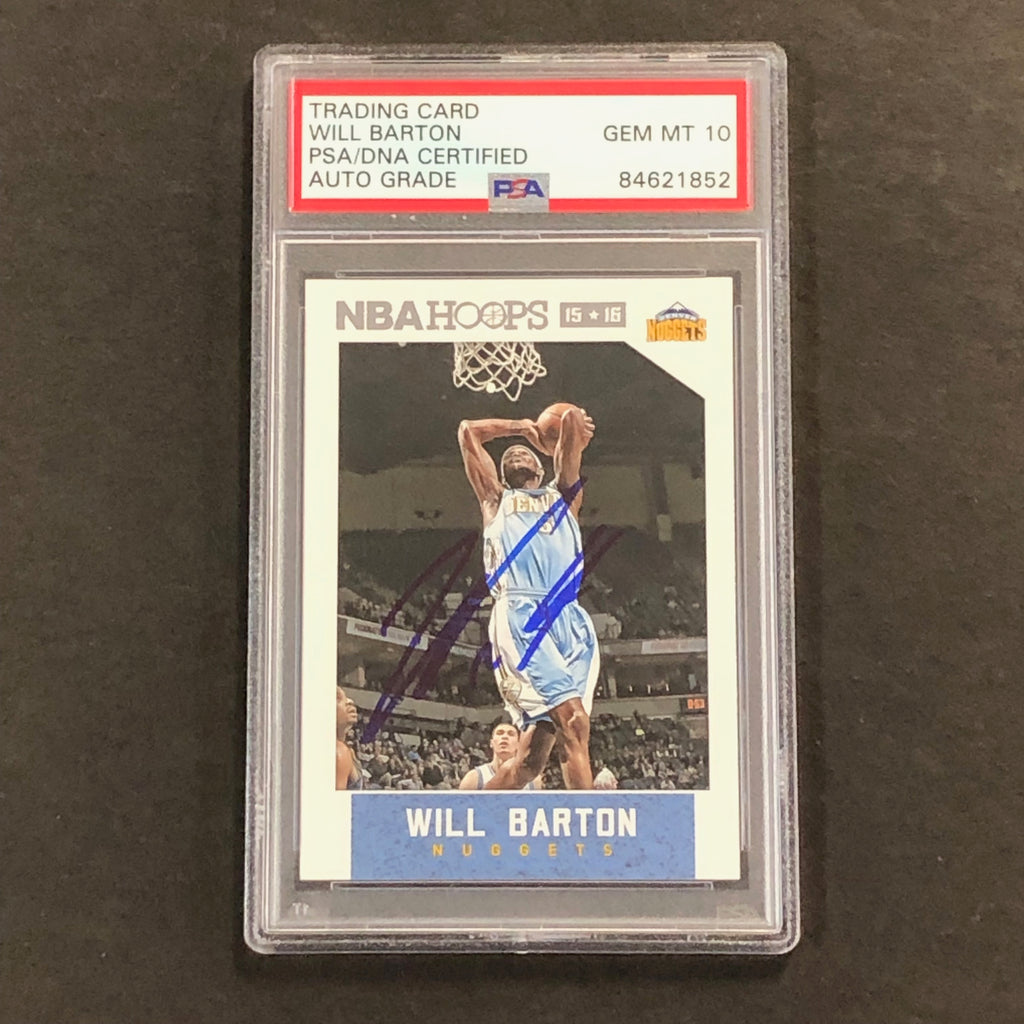 TRADING CARD
WILL BARTON
GEM MT 10
PSA/DNA CERTIFIED
AUTO GRADE
PSA
84621852
NBA HOOPS 15 ★ 16
DENVER
NUGGETS
WILL BARTON
NUGGETS